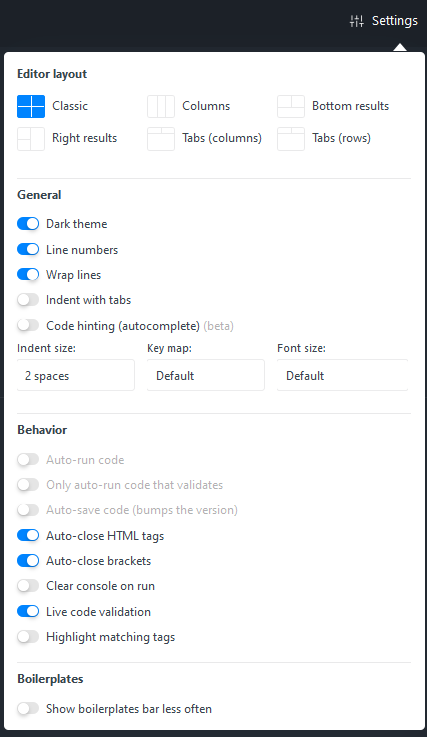 Settings
Editor layout
Classic Columns Bottom results
Right results Tabs (columns) Tabs (rows)
General
Dark theme
Line numbers
Wrap lines
Indent with tabs
Code hinting (autocomplete) (beta)
Indent size: Key map: Font size:
2 spaces Default Default
Behavior
Auto-run code
Only auto-run code that validates
Auto-save code (bumps the version)
Auto-close HTML tags
Auto-close brackets
Clear console on run
Live code validation
Highlight matching tags
Boilerplates
Show boilerplates bar less often